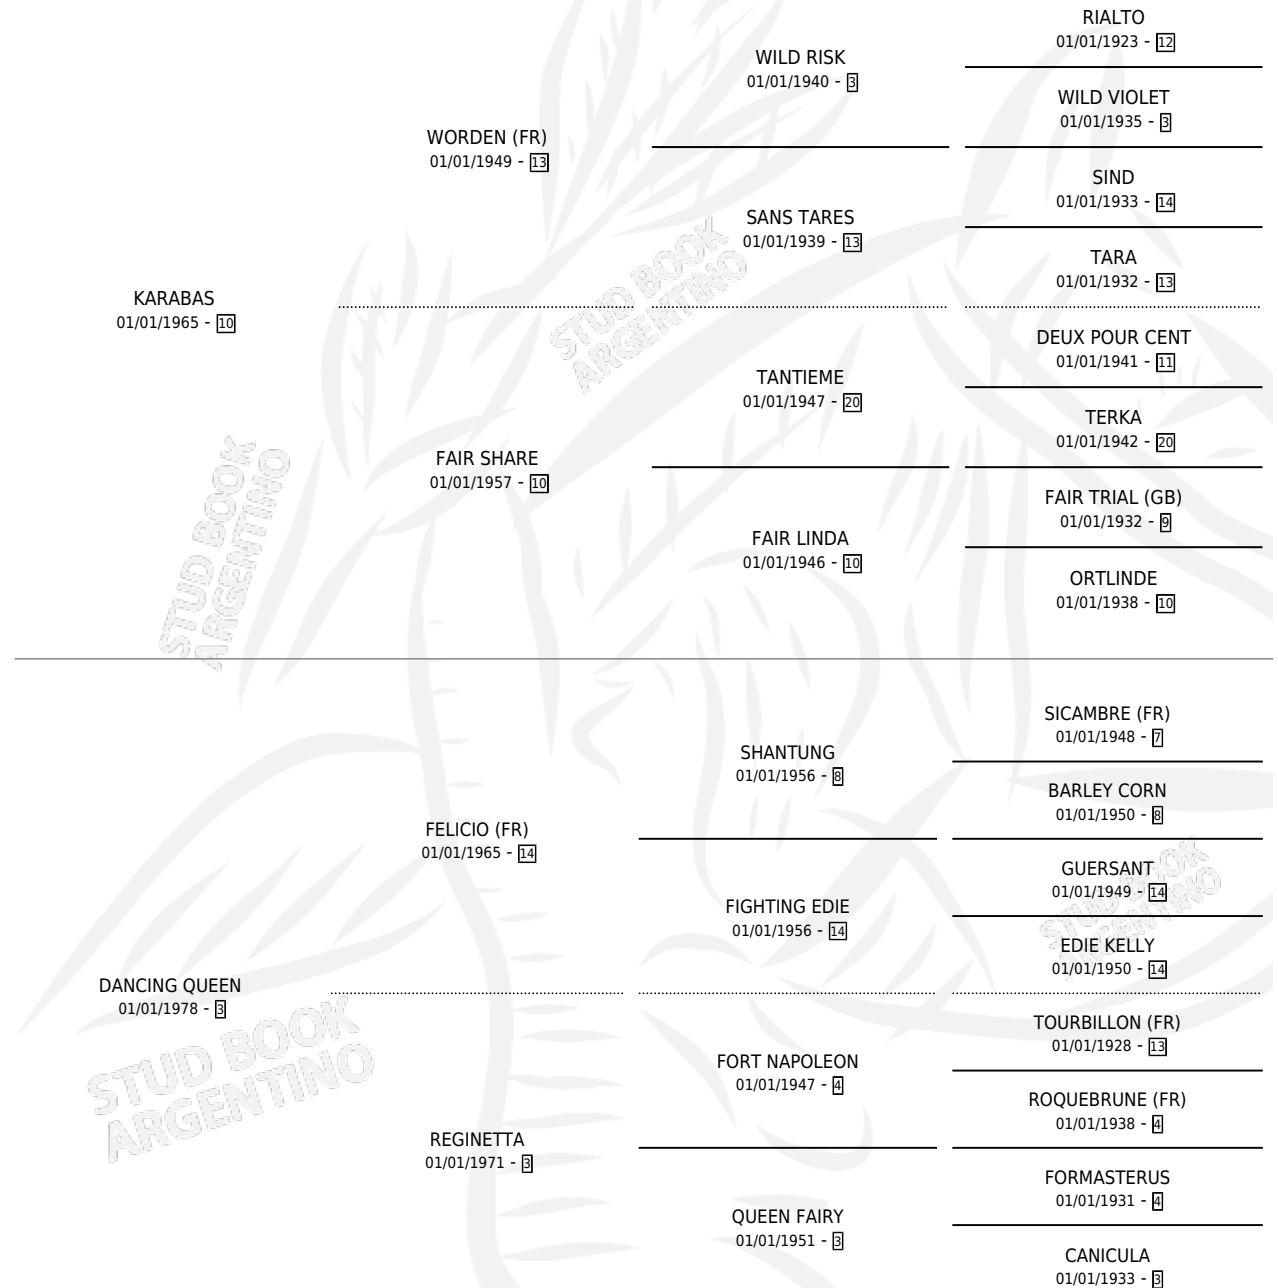 RIALTO
01/01/1923 - 12
WILD RISK
01/01/1940 - 3
WILD VIOLET
01/01/1935 - 3
WORDEN (FR)
01/01/1949 - 13
SIND
01/01/1933 - 14
SANS TARES
01/01/1939 - 13
TARA
01/01/1932 - 13
KARABAS
01/01/1965 - 10
DEUX POUR CENT
01/01/1941 - 11
TANTIEME
01/01/1947 - 20
TERKA
01/01/1942 - 20
FAIR SHARE
01/01/1957 - 10
FAIR TRIAL (GB)
01/01/1932 - 9
FAIR LINDA
01/01/1946 - 10
ORTLINDE
01/01/1938 - 10
STUD BOOK
ARGENTINO
STUD BOOK
ARGENTINO
SICAMBRE (FR)
01/01/1948 - 7
SHANTUNG
01/01/1956 - 8
BARLEY CORN
01/01/1950 - 8
FELICIO (FR)
01/01/1965 - 14
GUERSANT
01/01/1949 - 14
FIGHTING EDIE
01/01/1956 - 14
EDIE KELLY
01/01/1950 - 14
STUD BOOK
ARGENTINO
DANCING QUEEN
01/01/1978 - 3
STUD BOOK
ARGENTINO
TOURBILLON (FR)
01/01/1928 - 13
FORT NAPOLEON
01/01/1947 - 4
ROQUEBRUNE (FR)
01/01/1938 - 4
REGINETTA
01/01/1971 - 3
FORMASTERUS
01/01/1931 - 4
QUEEN FAIRY
01/01/1951 - 3
CANICULA
01/01/1933 - 3